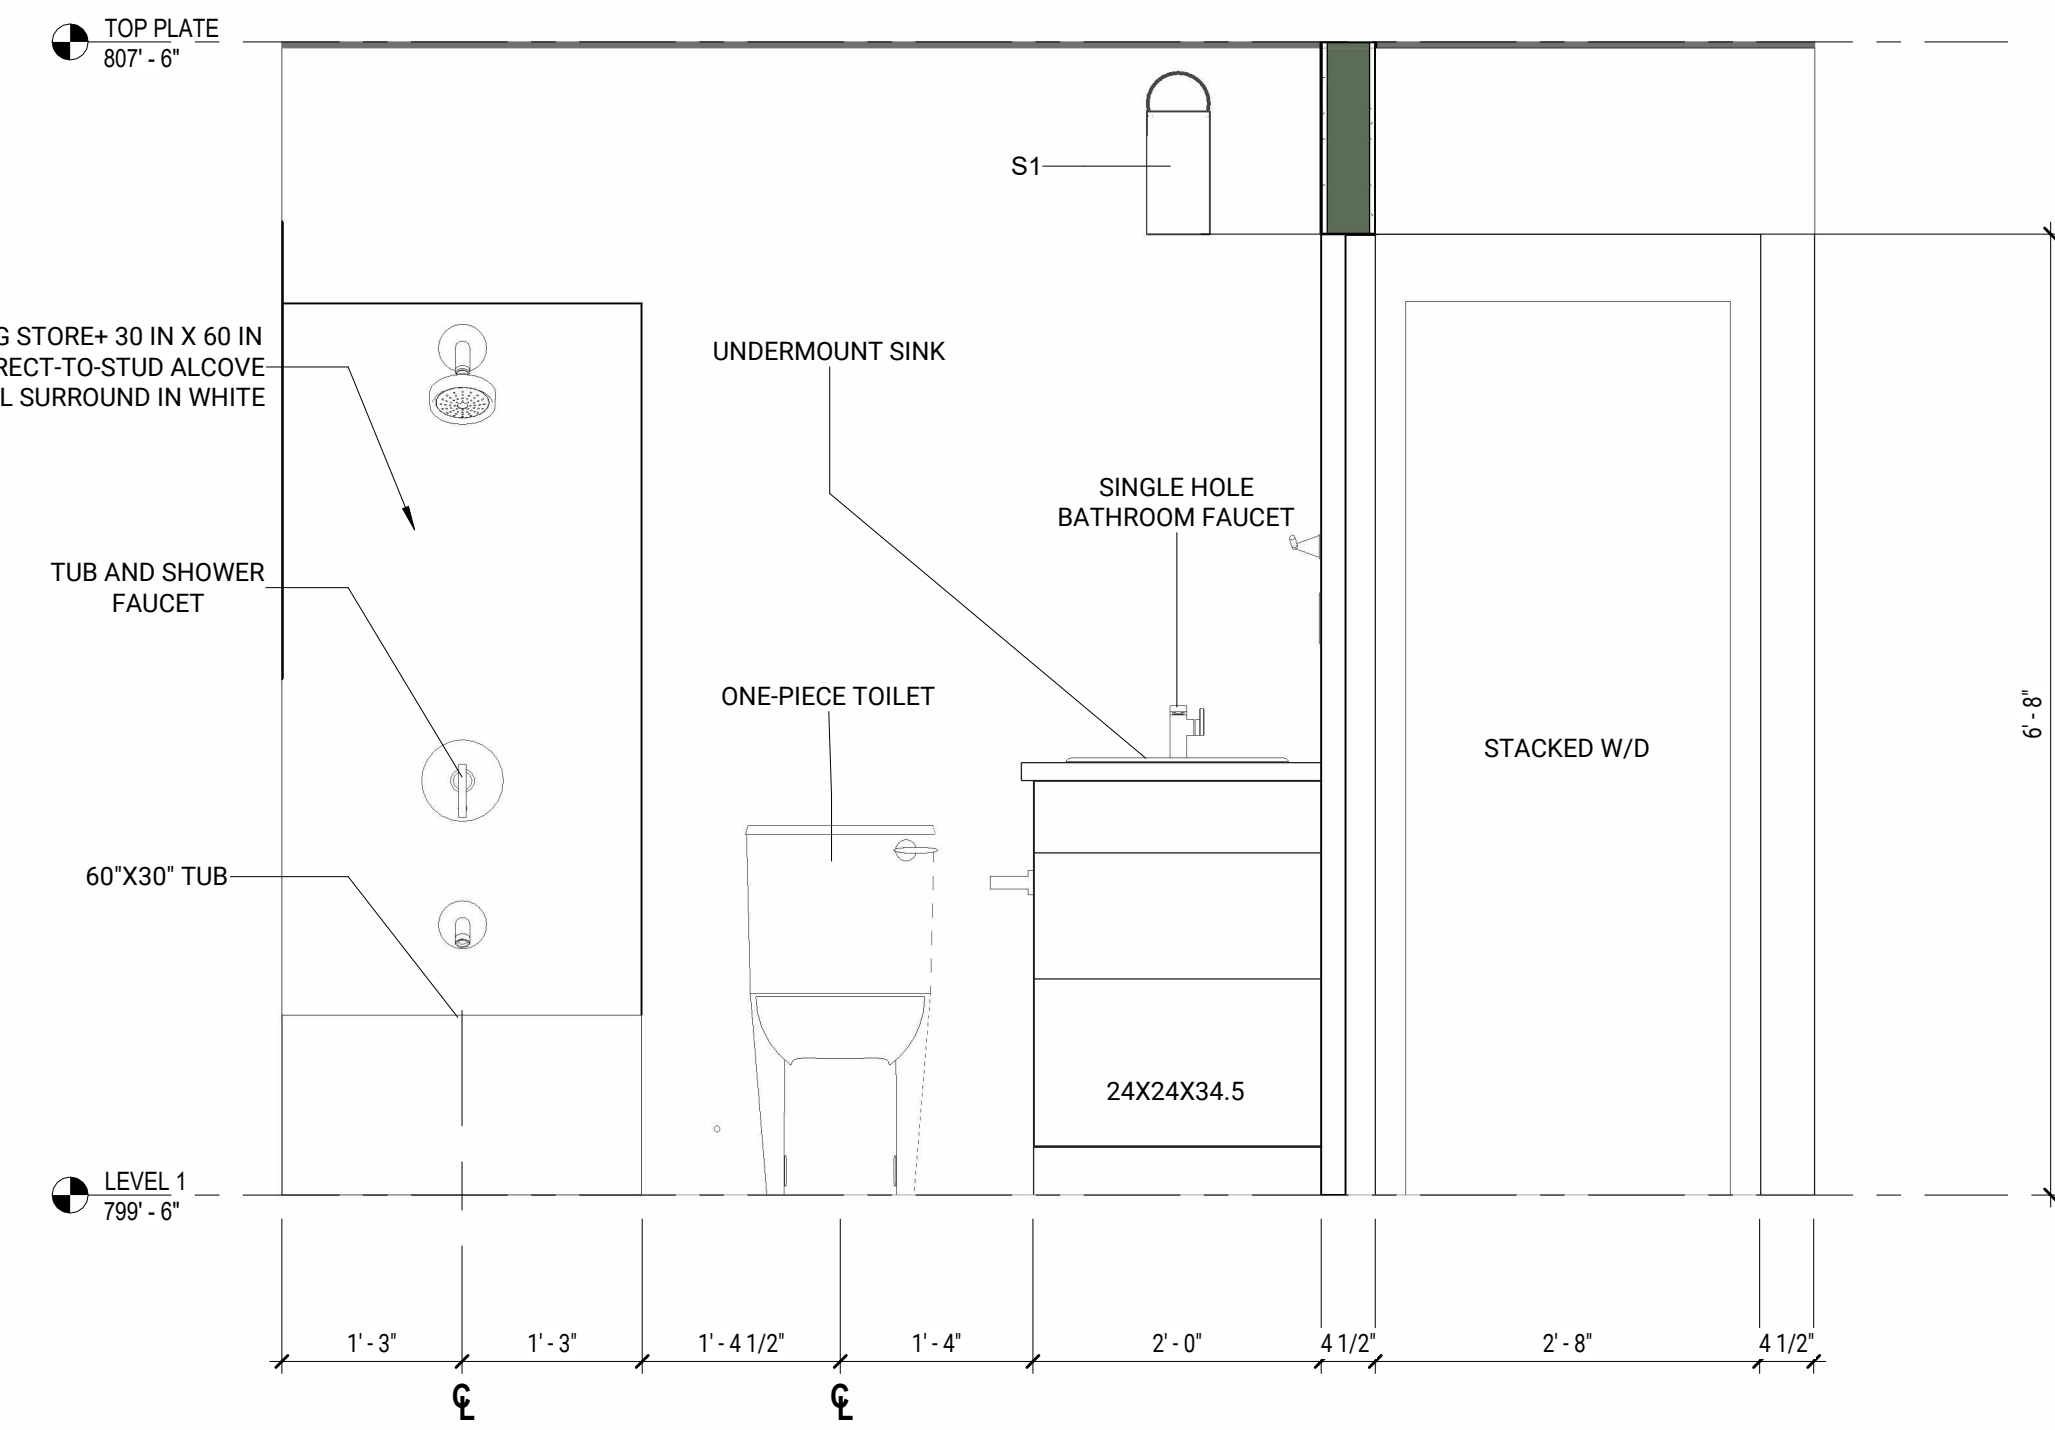 TOP PLATE
807' - 6"
S1
G STORE+ 30 IN X 60 IN
RECT-TO-STUD ALCOVE
L SURROUND IN WHITE
UNDERMOUNT SINK
SINGLE HOLE
BATHROOM FAUCET
TUB AND SHOWER
FAUCET
ONE-PIECE TOILET
6' - 8"
STACKED W/D
60"X30" TUB
24X24X34.5
LEVEL 1
799' - 6"
1' - 3"
1' - 3"
1' - 4 1/2"
1' - 4"
2' - 0"
4 1/2"
2' - 8"
4 1/2"
CL
CL